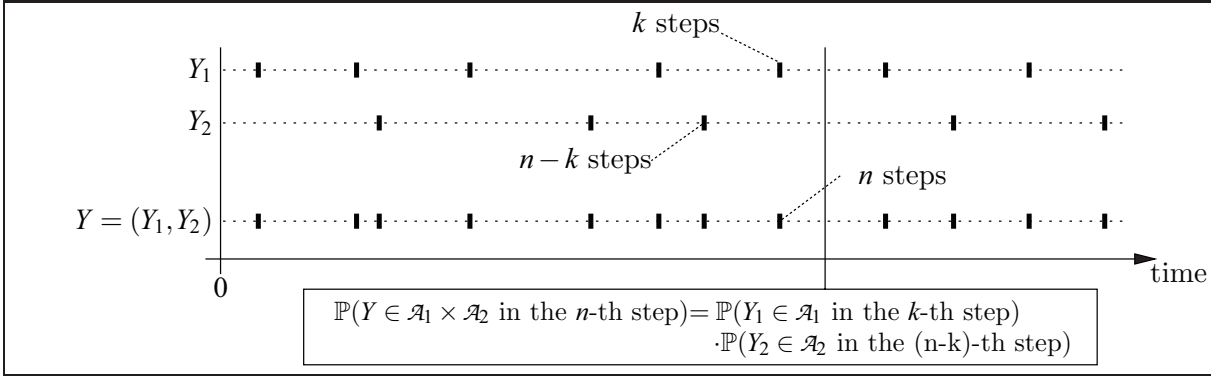 k steps
Y₁
Y₂
n − k steps
n steps
Y = (Y₁, Y₂)
time
0
ℙ(Y ∈ 𝒜₁ × 𝒜₂ in the n-th step)= ℙ(Y₁ ∈ 𝒜₁ in the k-th step)
·ℙ(Y₂ ∈ 𝒜₂ in the (n-k)-th step)